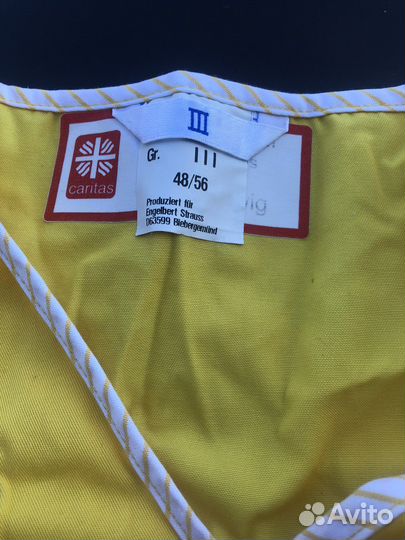 III
caritas
Gr. III
48/56
Produziert für
Engelbert Strauss
D63599 Biebergemünd
Avito